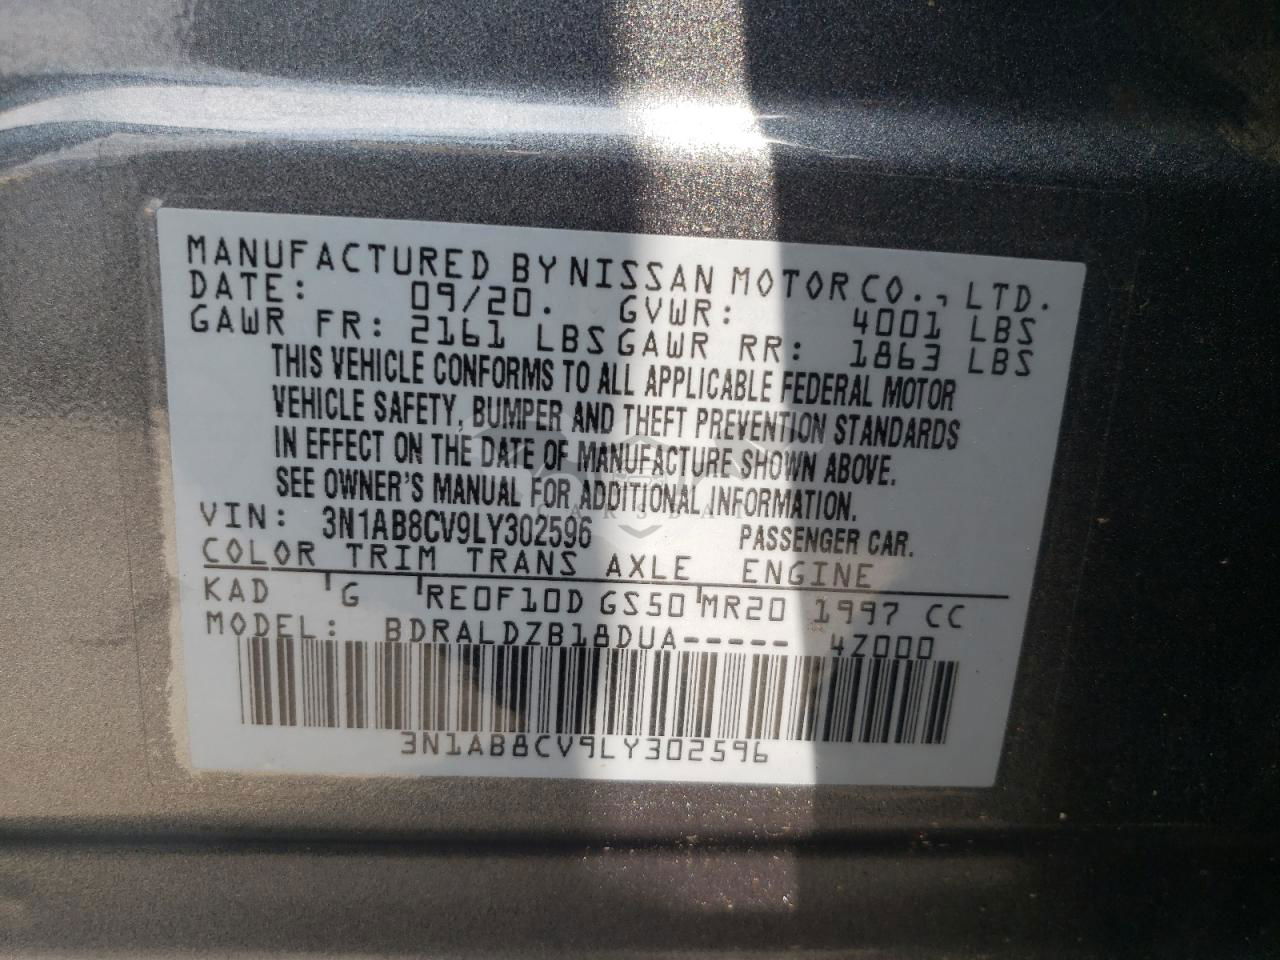 MANUFACTURED BY NISSAN MOTOR CO., LTD.
DATE: 09/20. GVWR: 4001 LBS
GAWR FR: 2161 LBS GAWR RR: 1863 LBS
THIS VEHICLE CONFORMS TO ALL APPLICABLE FEDERAL MOTOR
VEHICLE SAFETY, BUMPER AND THEFT PREVENTION STANDARDS
IN EFFECT ON THE DATE OF MANUFACTURE SHOWN ABOVE.
SEE OWNER'S MANUAL FOR ADDITIONAL INFORMATION.
VIN: 3N1AB8CV9LY302596 PASSENGER CAR.
COLOR TRIM TRANS AXLE ENGINE
KAD G RE0F10D GS50 MR20 1997 CC
MODEL: BDRALDZB18DUA----- 4Z000
3N1AB8CV9LY302596